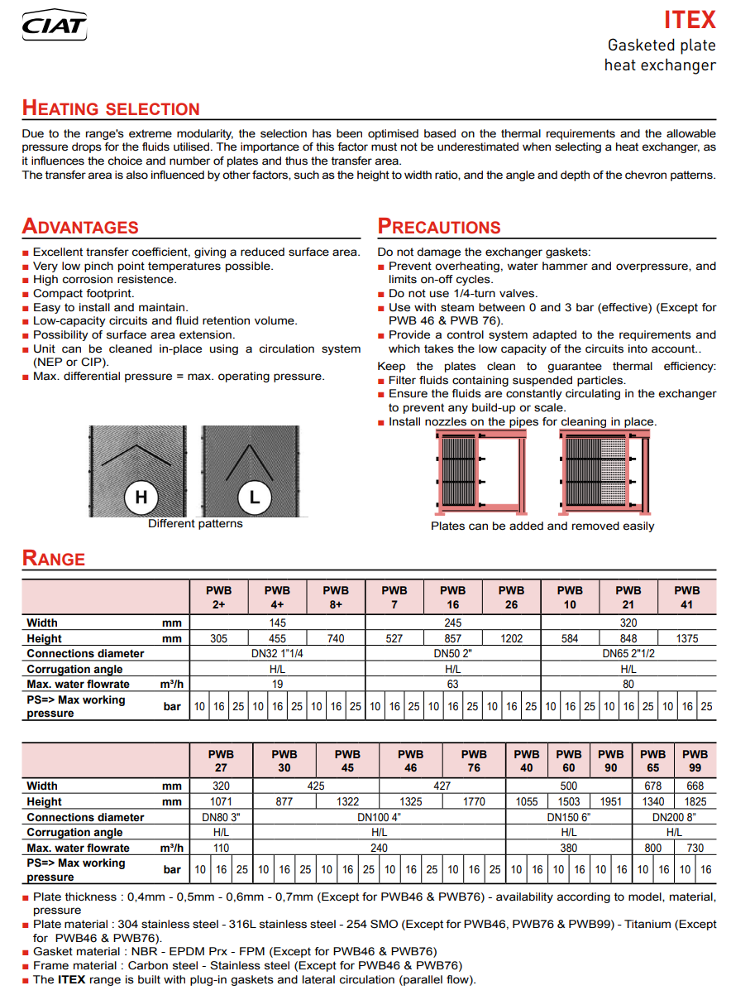 CIAT
ITEX
Gasketed plate
heat exchanger
HEATING SELECTION
Due to the range's extreme modularity, the selection has been optimised based on the thermal requirements and the allowable
pressure drops for the fluids utilised. The importance of this factor must not be underestimated when selecting a heat exchanger, as
it influences the choice and number of plates and thus the transfer area.
The transfer area is also influenced by other factors, such as the height to width ratio, and the angle and depth of the chevron patterns.
ADVANTAGES
■ Excellent transfer coefficient, giving a reduced surface area.
■ Very low pinch point temperatures possible.
■ High corrosion resistence.
■ Compact footprint.
■ Easy to install and maintain.
■ Low-capacity circuits and fluid retention volume.
■ Possibility of surface area extension.
■ Unit can be cleaned in-place using a circulation system
(NEP or CIP).
■ Max. differential pressure = max. operating pressure.
H
L
Different patterns
PRECAUTIONS
Do not damage the exchanger gaskets:
■ Prevent overheating, water hammer and overpressure, and
limits on-off cycles.
■ Do not use 1/4-turn valves.
■ Use with steam between 0 and 3 bar (effective) (Except for
PWB 46 & PWB 76).
■ Provide a control system adapted to the requirements and
which takes the low capacity of the circuits into account..
Keep the plates clean to guarantee thermal efficiency:
■ Filter fluids containing suspended particles.
■ Ensure the fluids are constantly circulating in the exchanger
to prevent any build-up or scale.
■ Install nozzles on the pipes for cleaning in place.
Plates can be added and removed easily
RANGE
PWB PWB PWB PWB PWB PWB PWB PWB PWB
2+ 4+ 8+ 7 16 26 10 21 41
Width mm 145 245 320
Height mm 305 455 740 527 857 1202 584 848 1375
Connections diameter DN32 1"1/4 DN50 2" DN65 2"1/2
Corrugation angle H/L H/L H/L
Max. water flowrate m³/h 19 63 80
PS=> Max working
pressure bar 10 16 25 10 16 25 10 16 25 10 16 25 10 16 25 10 16 25 10 16 25 10 16 25 10 16 25
PWB PWB PWB PWB PWB PWB PWB PWB PWB PWB
27 30 45 46 76 40 60 90 65 99
Width mm 320 425 427 500 678 668
Height mm 1071 877 1322 1325 1770 1055 1503 1951 1340 1825
Connections diameter DN80 3" DN100 4" DN150 6" DN200 8"
Corrugation angle H/L H/L H/L H/L
Max. water flowrate m³/h 110 240 380 800 730
PS=> Max working
pressure bar 10 16 25 10 16 25 10 16 25 10 16 25 10 16 25 10 16 10 16 10 16 10 16 10 16
■ Plate thickness : 0,4mm - 0,5mm - 0,6mm - 0,7mm (Except for PWB46 & PWB76) - availability according to model, material,
pressure
■ Plate material : 304 stainless steel - 316L stainless steel - 254 SMO (Except for PWB46, PWB76 & PWB99) - Titanium (Except
for PWB46 & PWB76).
■ Gasket material : NBR - EPDM Prx - FPM (Except for PWB46 & PWB76)
■ Frame material : Carbon steel - Stainless steel (Except for PWB46 & PWB76)
■ The ITEX range is built with plug-in gaskets and lateral circulation (parallel flow).